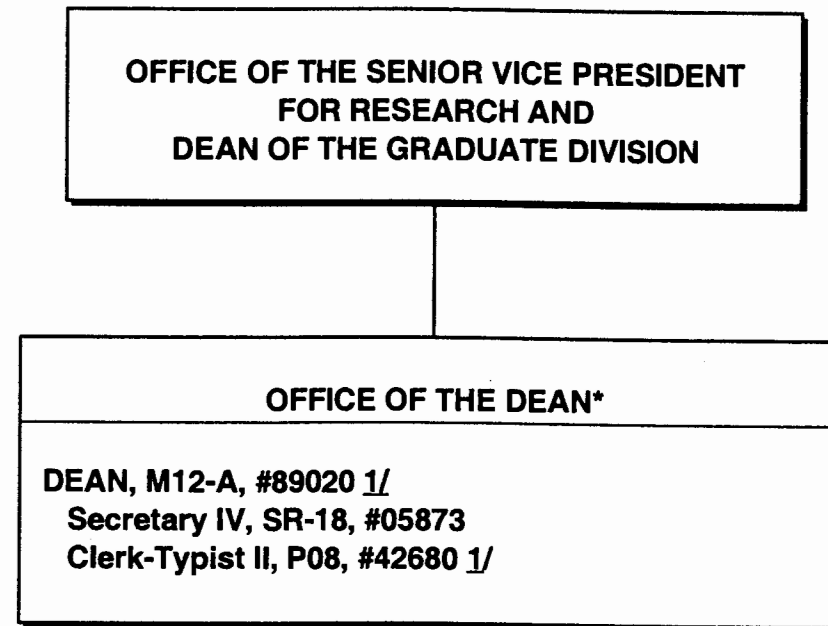 OFFICE OF THE SENIOR VICE PRESIDENT
FOR RESEARCH AND
DEAN OF THE GRADUATE DIVISION
OFFICE OF THE DEAN*
DEAN, M12-A, #89020 1/
Secretary IV, SR-18, #05873
Clerk-Typist II, P08, #42680 1/